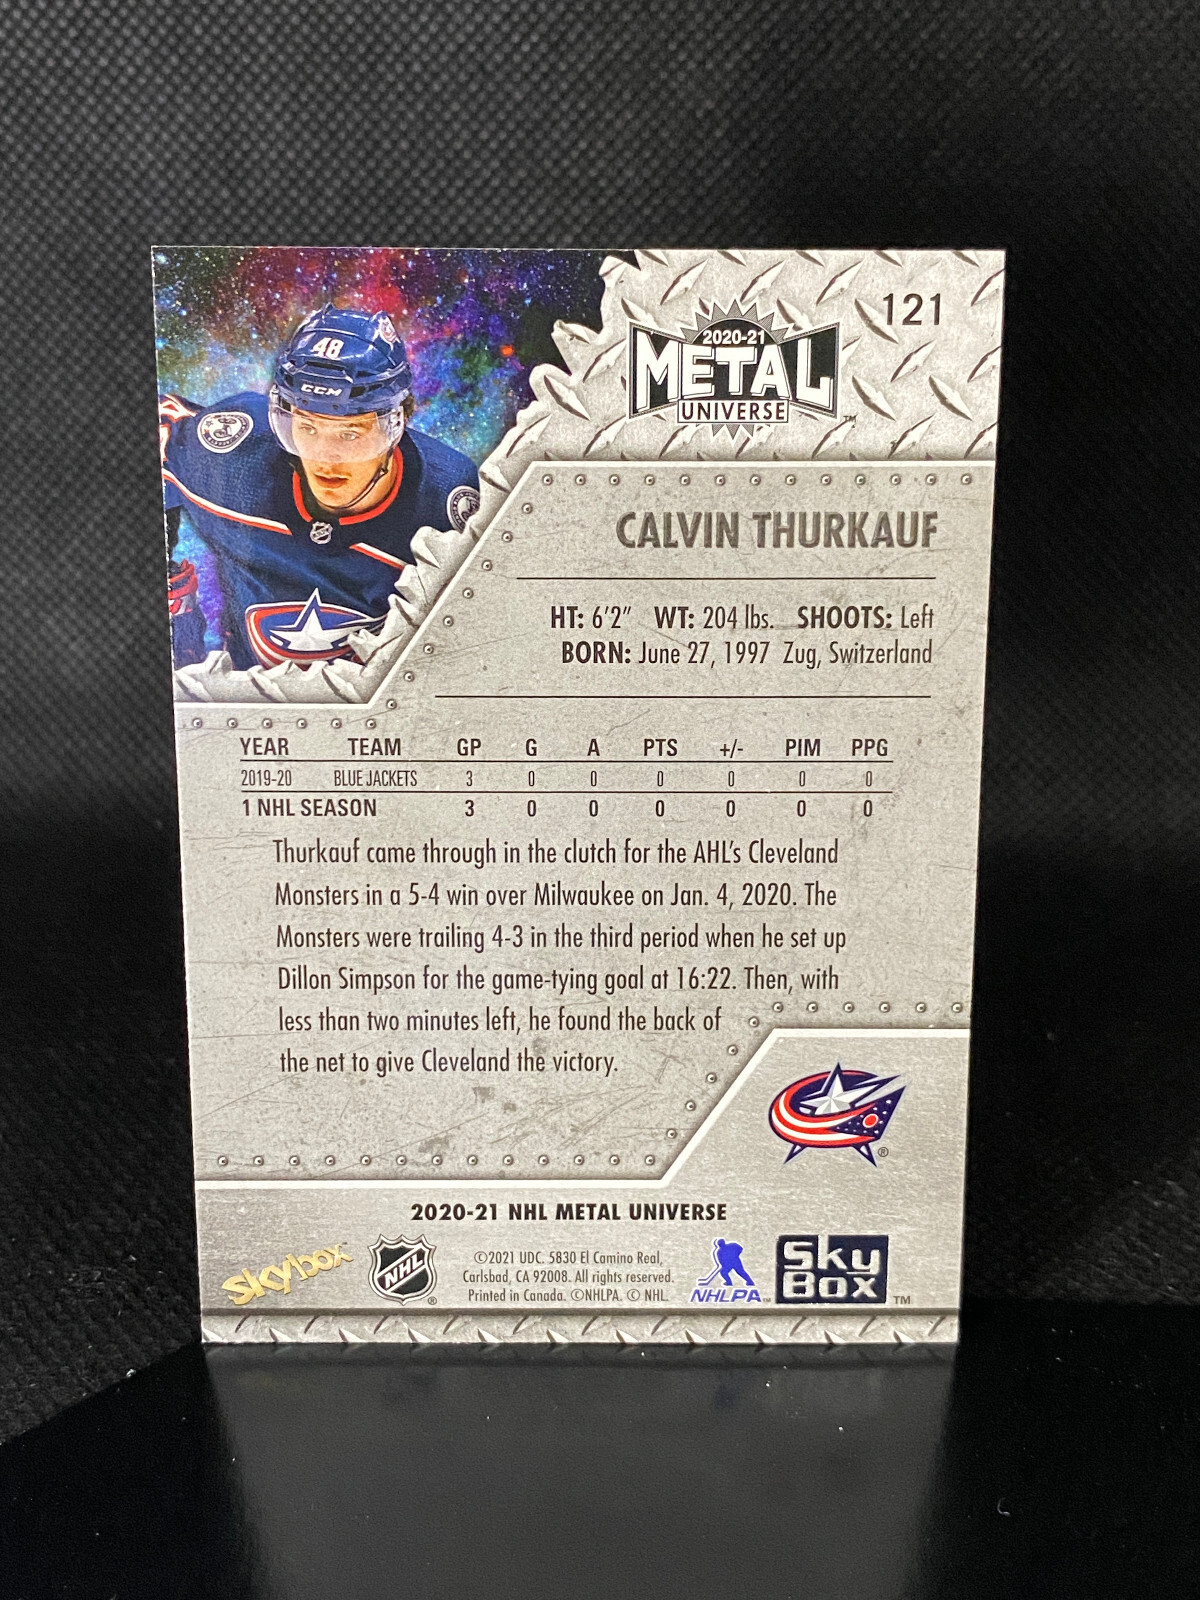 121
2020-21
METAL
UNIVERSE
™
48
CCM
CALVIN THURKAUF
HT: 6'2" WT: 204 lbs. SHOOTS: Left
BORN: June 27, 1997 Zug, Switzerland
YEAR TEAM GP G A PTS +/- PIM PPG
2019-20 BLUE JACKETS 3 0 0 0 0 0 0
1 NHL SEASON 3 0 0 0 0 0 0
Thurkauf came through in the clutch for the AHL's Cleveland
Monsters in a 5-4 win over Milwaukee on Jan. 4, 2020. The
Monsters were trailing 4-3 in the third period when he set up
Dillon Simpson for the game-tying goal at 16:22. Then, with
less than two minutes left, he found the back of
the net to give Cleveland the victory.
®
2020-21 NHL METAL UNIVERSE
Skybox
NHL
®
©2021 UDC. 5830 El Camino Real,
Carlsbad, CA 92008. All rights reserved.
Printed in Canada. ©NHLPA. © NHL.
NHLPA™
Sky
Box
™